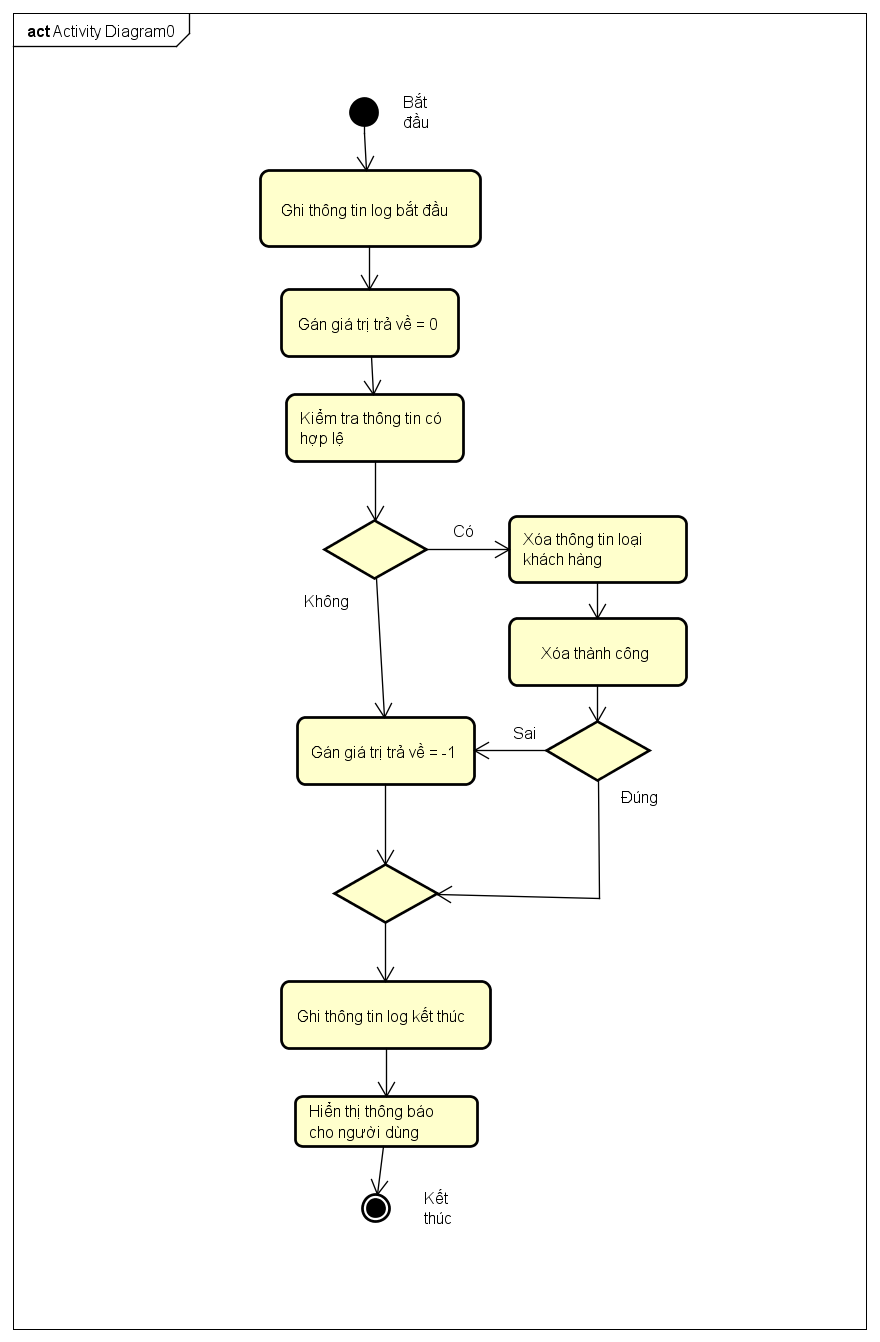 act Activity Diagram0
Bắt
đầu
Ghi thông tin log bắt đầu
Gán giá trị trả về = 0
Kiểm tra thông tin có
hợp lệ
Có
Xóa thông tin loại
khách hàng
Không
Xóa thành công
Sai
Gán giá trị trả về = -1
Đúng
Ghi thông tin log kết thúc
Hiển thị thông báo
cho người dùng
Kết
thúc